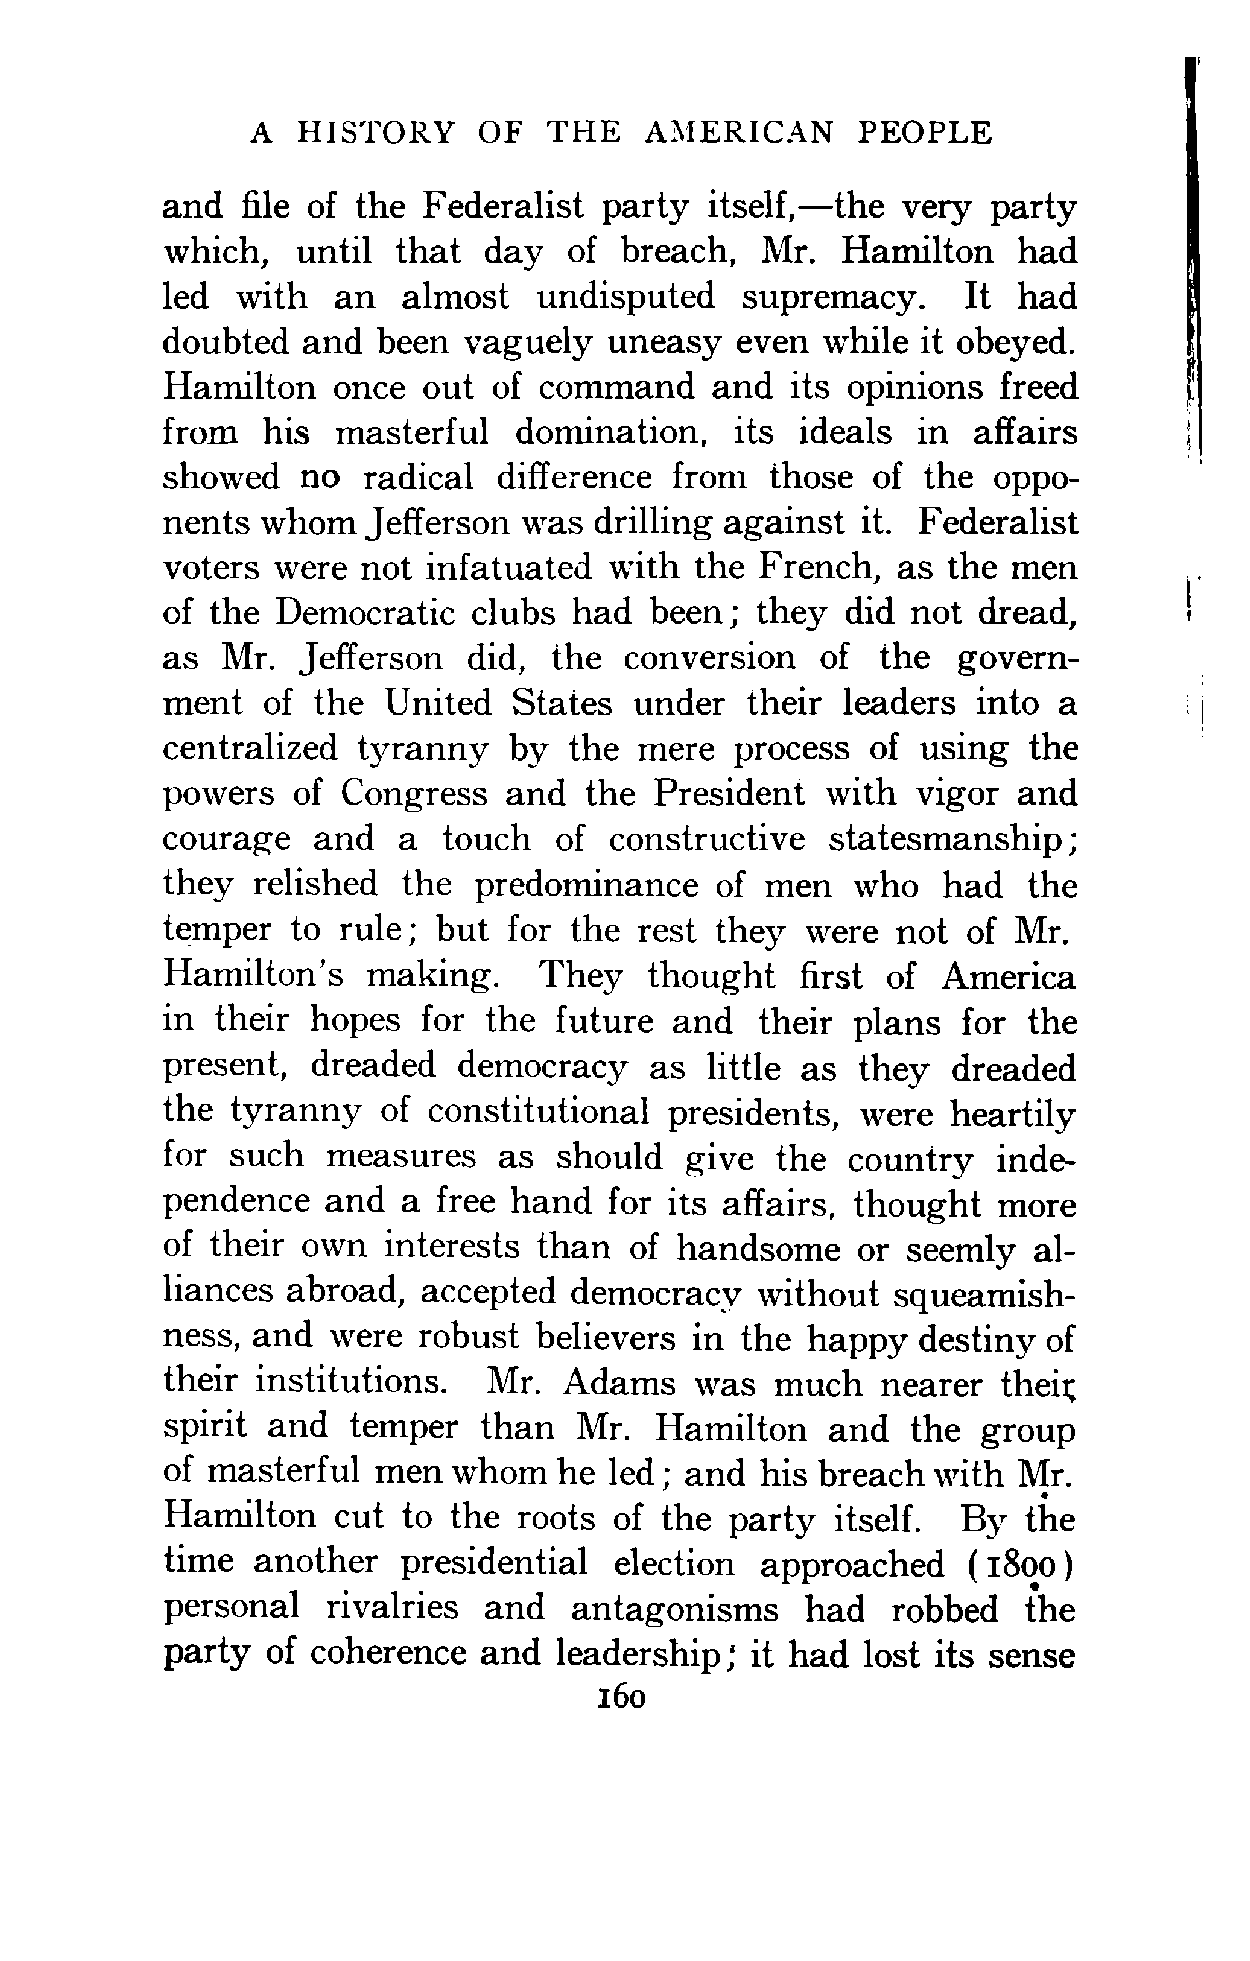 A HISTORY OF THE AMERICAN PEOPLE
and file of the Federalist party itself,—the very party
which, until that day of breach, Mr. Hamilton had
led with an almost undisputed supremacy. It had
doubted and been vaguely uneasy even while it obeyed.
Hamilton once out of command and its opinions freed
from his masterful domination, its ideals in affairs
showed no radical difference from those of the oppo-
nents whom Jefferson was drilling against it. Federalist
voters were not infatuated with the French, as the men
of the Democratic clubs had been; they did not dread,
as Mr. Jefferson did, the conversion of the govern-
ment of the United States under their leaders into a
centralized tyranny by the mere process of using the
powers of Congress and the President with vigor and
courage and a touch of constructive statesmanship;
they relished the predominance of men who had the
temper to rule; but for the rest they were not of Mr.
Hamilton's making. They thought first of America
in their hopes for the future and their plans for the
present, dreaded democracy as little as they dreaded
the tyranny of constitutional presidents, were heartily
for such measures as should give the country inde-
pendence and a free hand for its affairs, thought more
of their own interests than of handsome or seemly al-
liances abroad, accepted democracy without squeamish-
ness, and were robust believers in the happy destiny of
their institutions. Mr. Adams was much nearer their
spirit and temper than Mr. Hamilton and the group
of masterful men whom he led; and his breach with Mr.
Hamilton cut to the roots of the party itself. By the
time another presidential election approached (1800)
personal rivalries and antagonisms had robbed the
party of coherence and leadership; it had lost its sense
160